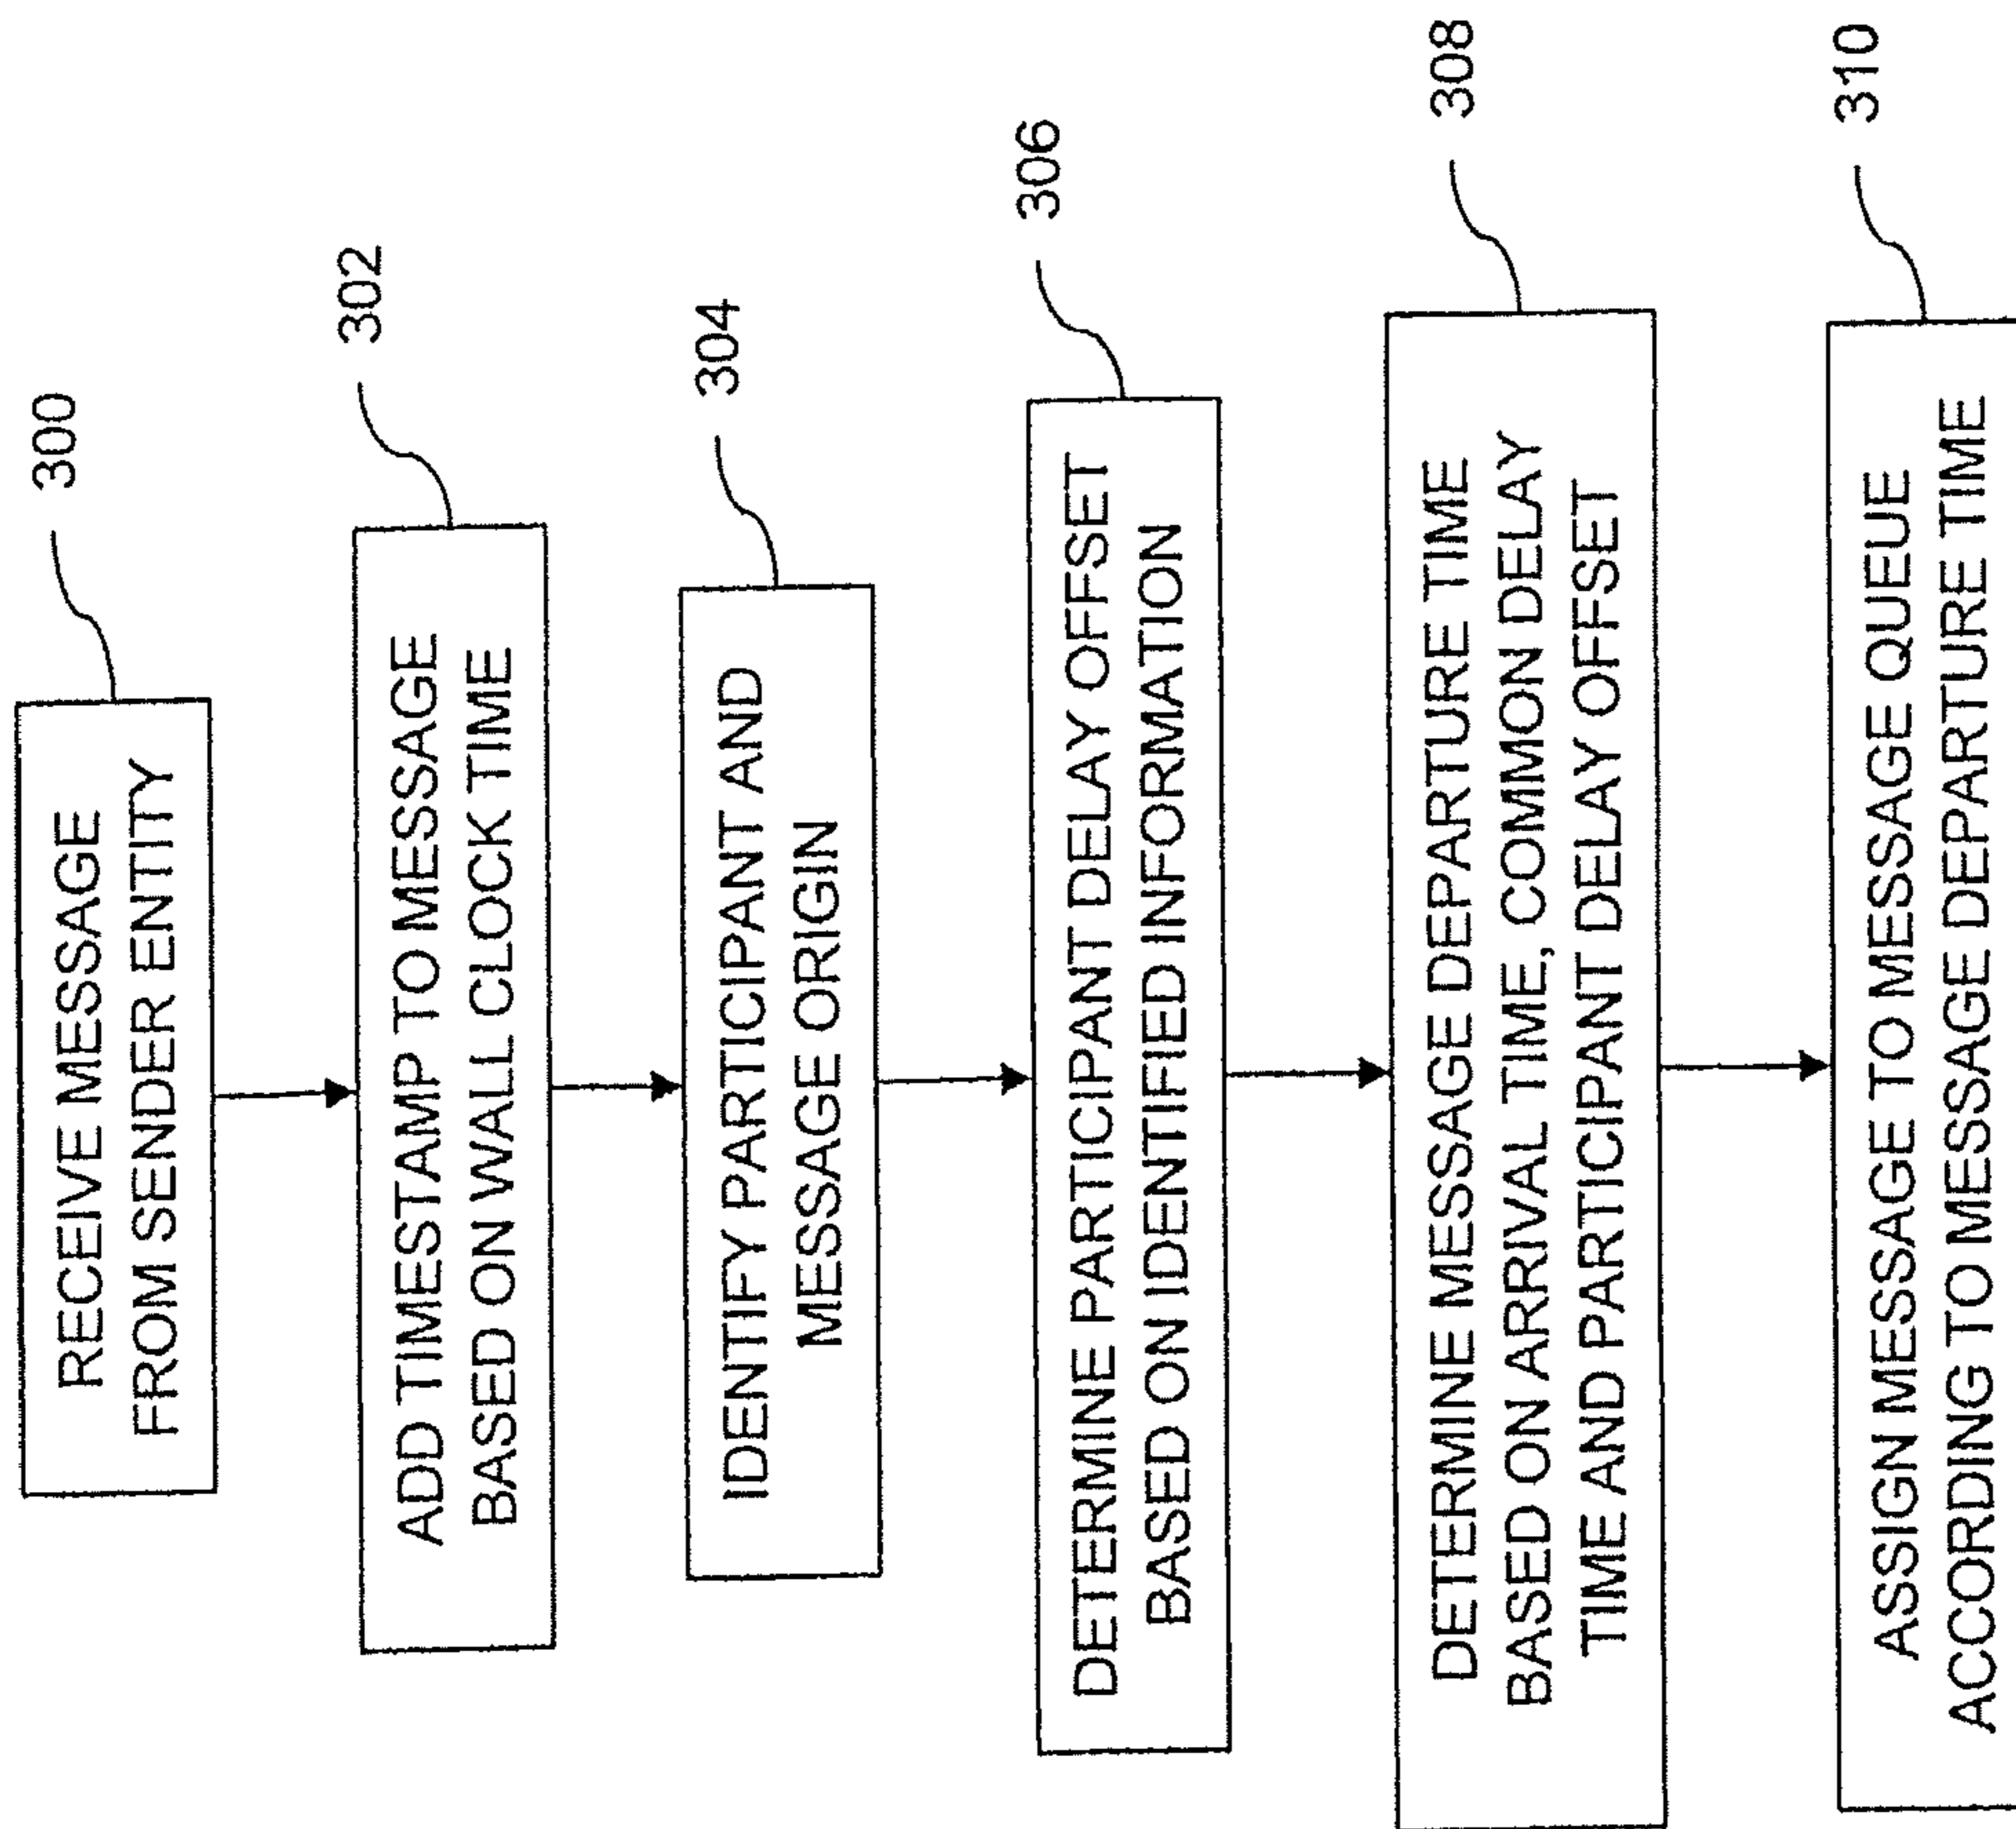 RECEIVE MESSAGE
FROM SENDER ENTITY
300
ADD TIMESTAMP TO MESSAGE
BASED ON WALL CLOCK TIME
302
IDENTIFY PARTICIPANT AND
MESSAGE ORIGIN
304
DETERMINE PARTICIPANT DELAY OFFSET
BASED ON IDENTIFIED INFORMATION
306
DETERMINE MESSAGE DEPARTURE TIME
BASED ON ARRIVAL TIME, COMMON DELAY
TIME AND PARTICIPANT DELAY OFFSET
308
ASSIGN MESSAGE TO MESSAGE QUEUE
ACCORDING TO MESSAGE DEPARTURE TIME
310